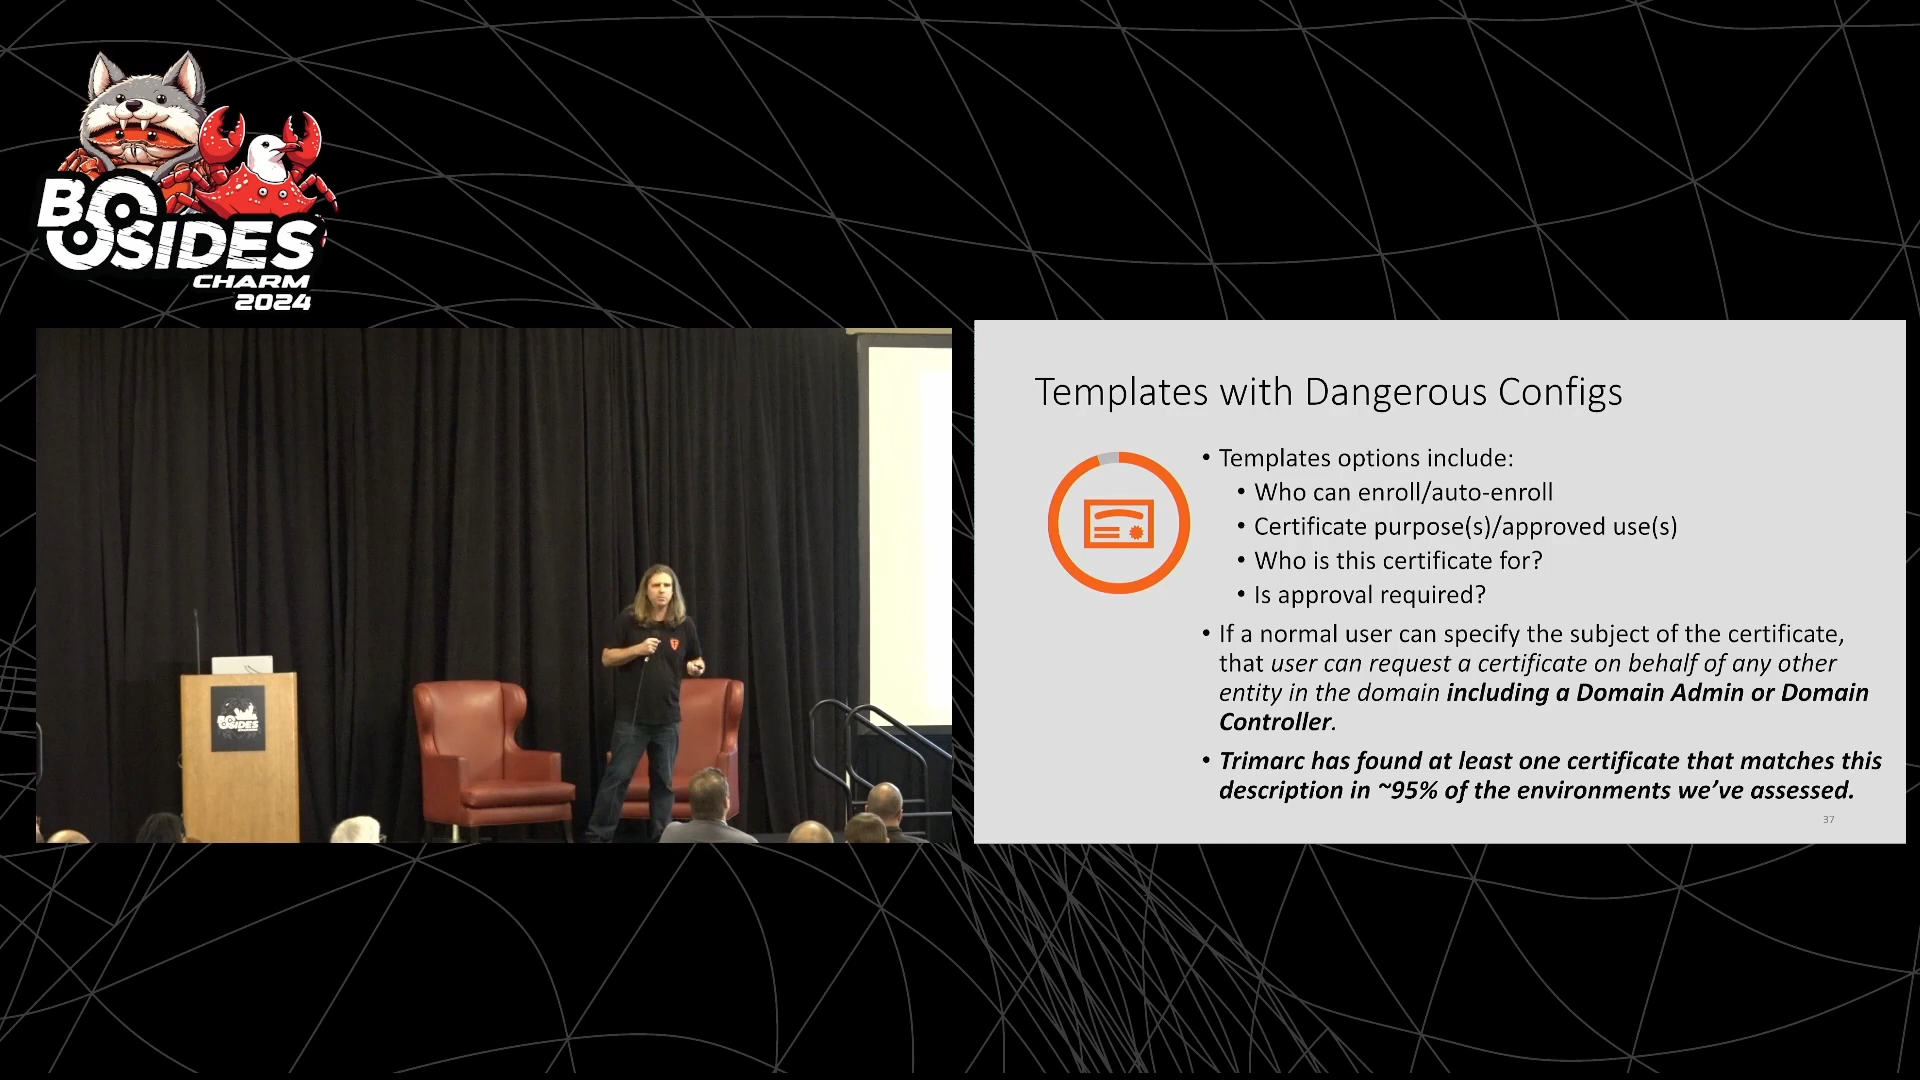 BSIDES
CHARM
2024
BSIDES
Templates with Dangerous Configs
• Templates options include:
• Who can enroll/auto-enroll
• Certificate purpose(s)/approved use(s)
• Who is this certificate for?
• Is approval required?
• If a normal user can specify the subject of the certificate,
that user can request a certificate on behalf of any other
entity in the domain including a Domain Admin or Domain
Controller.
• Trimarc has found at least one certificate that matches this
description in ~95% of the environments we’ve assessed.
37